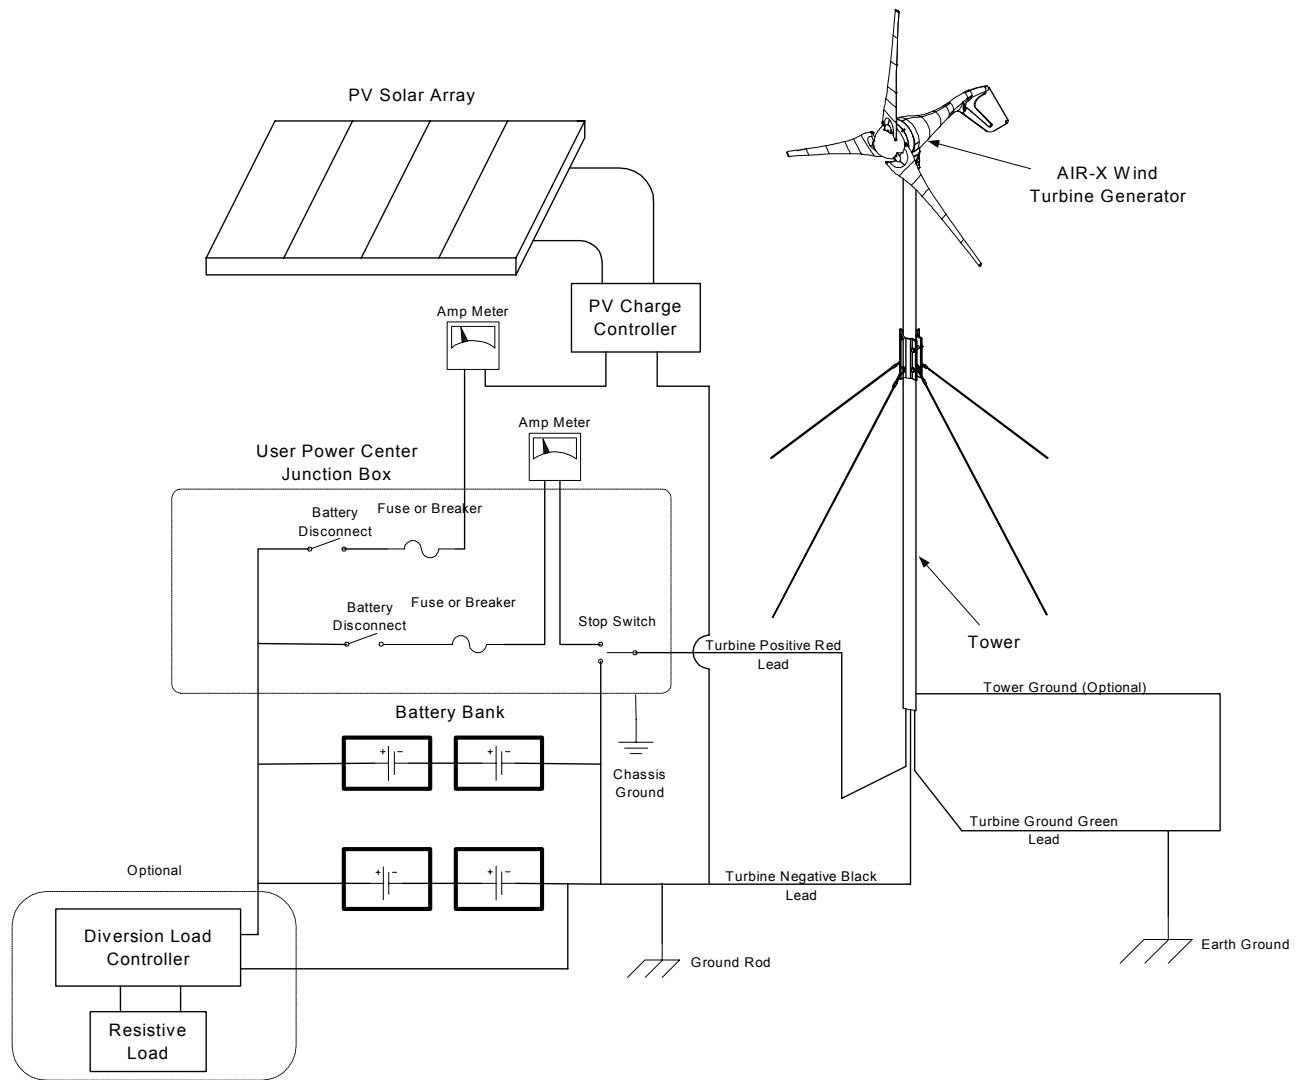 PV Solar Array
AIR-X Wind
Turbine Generator
PV Charge
Controller
Amp Meter
Amp Meter
User Power Center
Junction Box
Battery
Disconnect
Fuse or Breaker
Battery
Disconnect
Fuse or Breaker
Stop Switch
Turbine Positive Red
Lead
Tower
Tower Ground (Optional)
Battery Bank
+ -
+ -
Chassis
Ground
Turbine Ground Green
Lead
Optional
+ -
+ -
Turbine Negative Black
Lead
Diversion Load
Controller
Ground Rod
Earth Ground
Resistive
Load